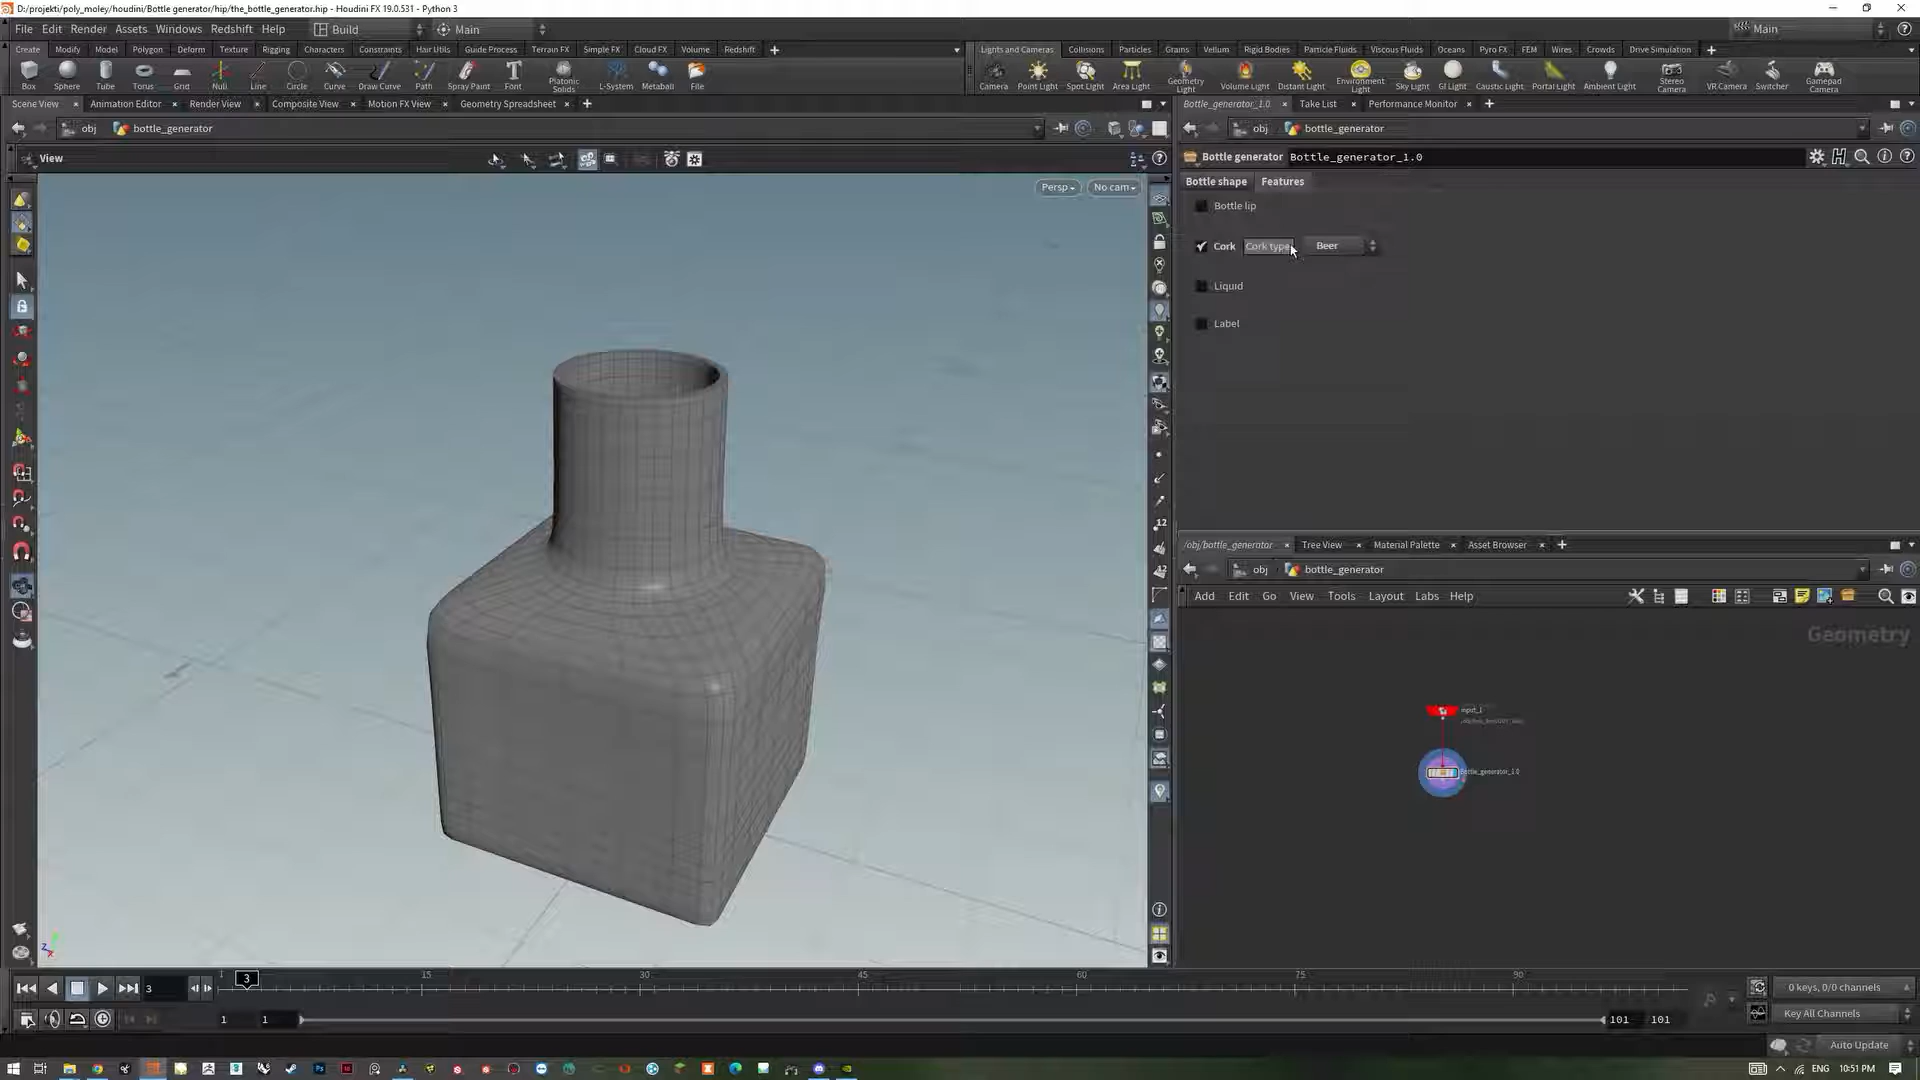 D:/projekti/poly_moley/houdini/Bottle generator/hip/the_bottle_generator.hip - Houdini FX 19.0.531 - Python 3
File Edit Render Assets Windows Redshift Help Build Main Main
Create Modify Model Polygon Deform Texture Rigging Characters Constraints Hair Utils Guide Process Terrain FX Simple FX Cloud FX Volume Redshift
Lights and Cameras Collisions Particles Grains Vellum Rigid Bodies Particle Fluids Viscous Fluids Oceans Pyro FX FEM Wires Crowds Drive Simulation
Box Sphere Tube Torus Grid Null Line Circle Curve Draw Curve Path Spray Paint Font Platonic Solids L-System Metaball File
Camera Point Light Spot Light Area Light Geometry Light Volume Light Distant Light Environment Light Sky Light GI Light Caustic Light Portal Light Ambient Light Stereo Camera VR Camera Switcher Gamepad Camera
Scene View Animation Editor Render View Composite View Motion FX View Geometry Spreadsheet
Bottle_generator_1.0 Take List Performance Monitor
obj bottle_generator
obj bottle_generator
View
Bottle generator Bottle_generator_1.0
Persp No cam
Bottle shape Features
Bottle lip
Cork Cork type Beer
Liquid
Label
/obj/bottle_generator Tree View Material Palette Asset Browser
obj bottle_generator
Add Edit Go View Tools Layout Labs Help
Geometry
input_1
Bottle_generator_1.0
12
12
Z
3 1 3 15 30 45 60 75 90
0 keys, 0/0 channels
1 1 101 101
Key All Channels
Auto Update
ENG 10:51 PM